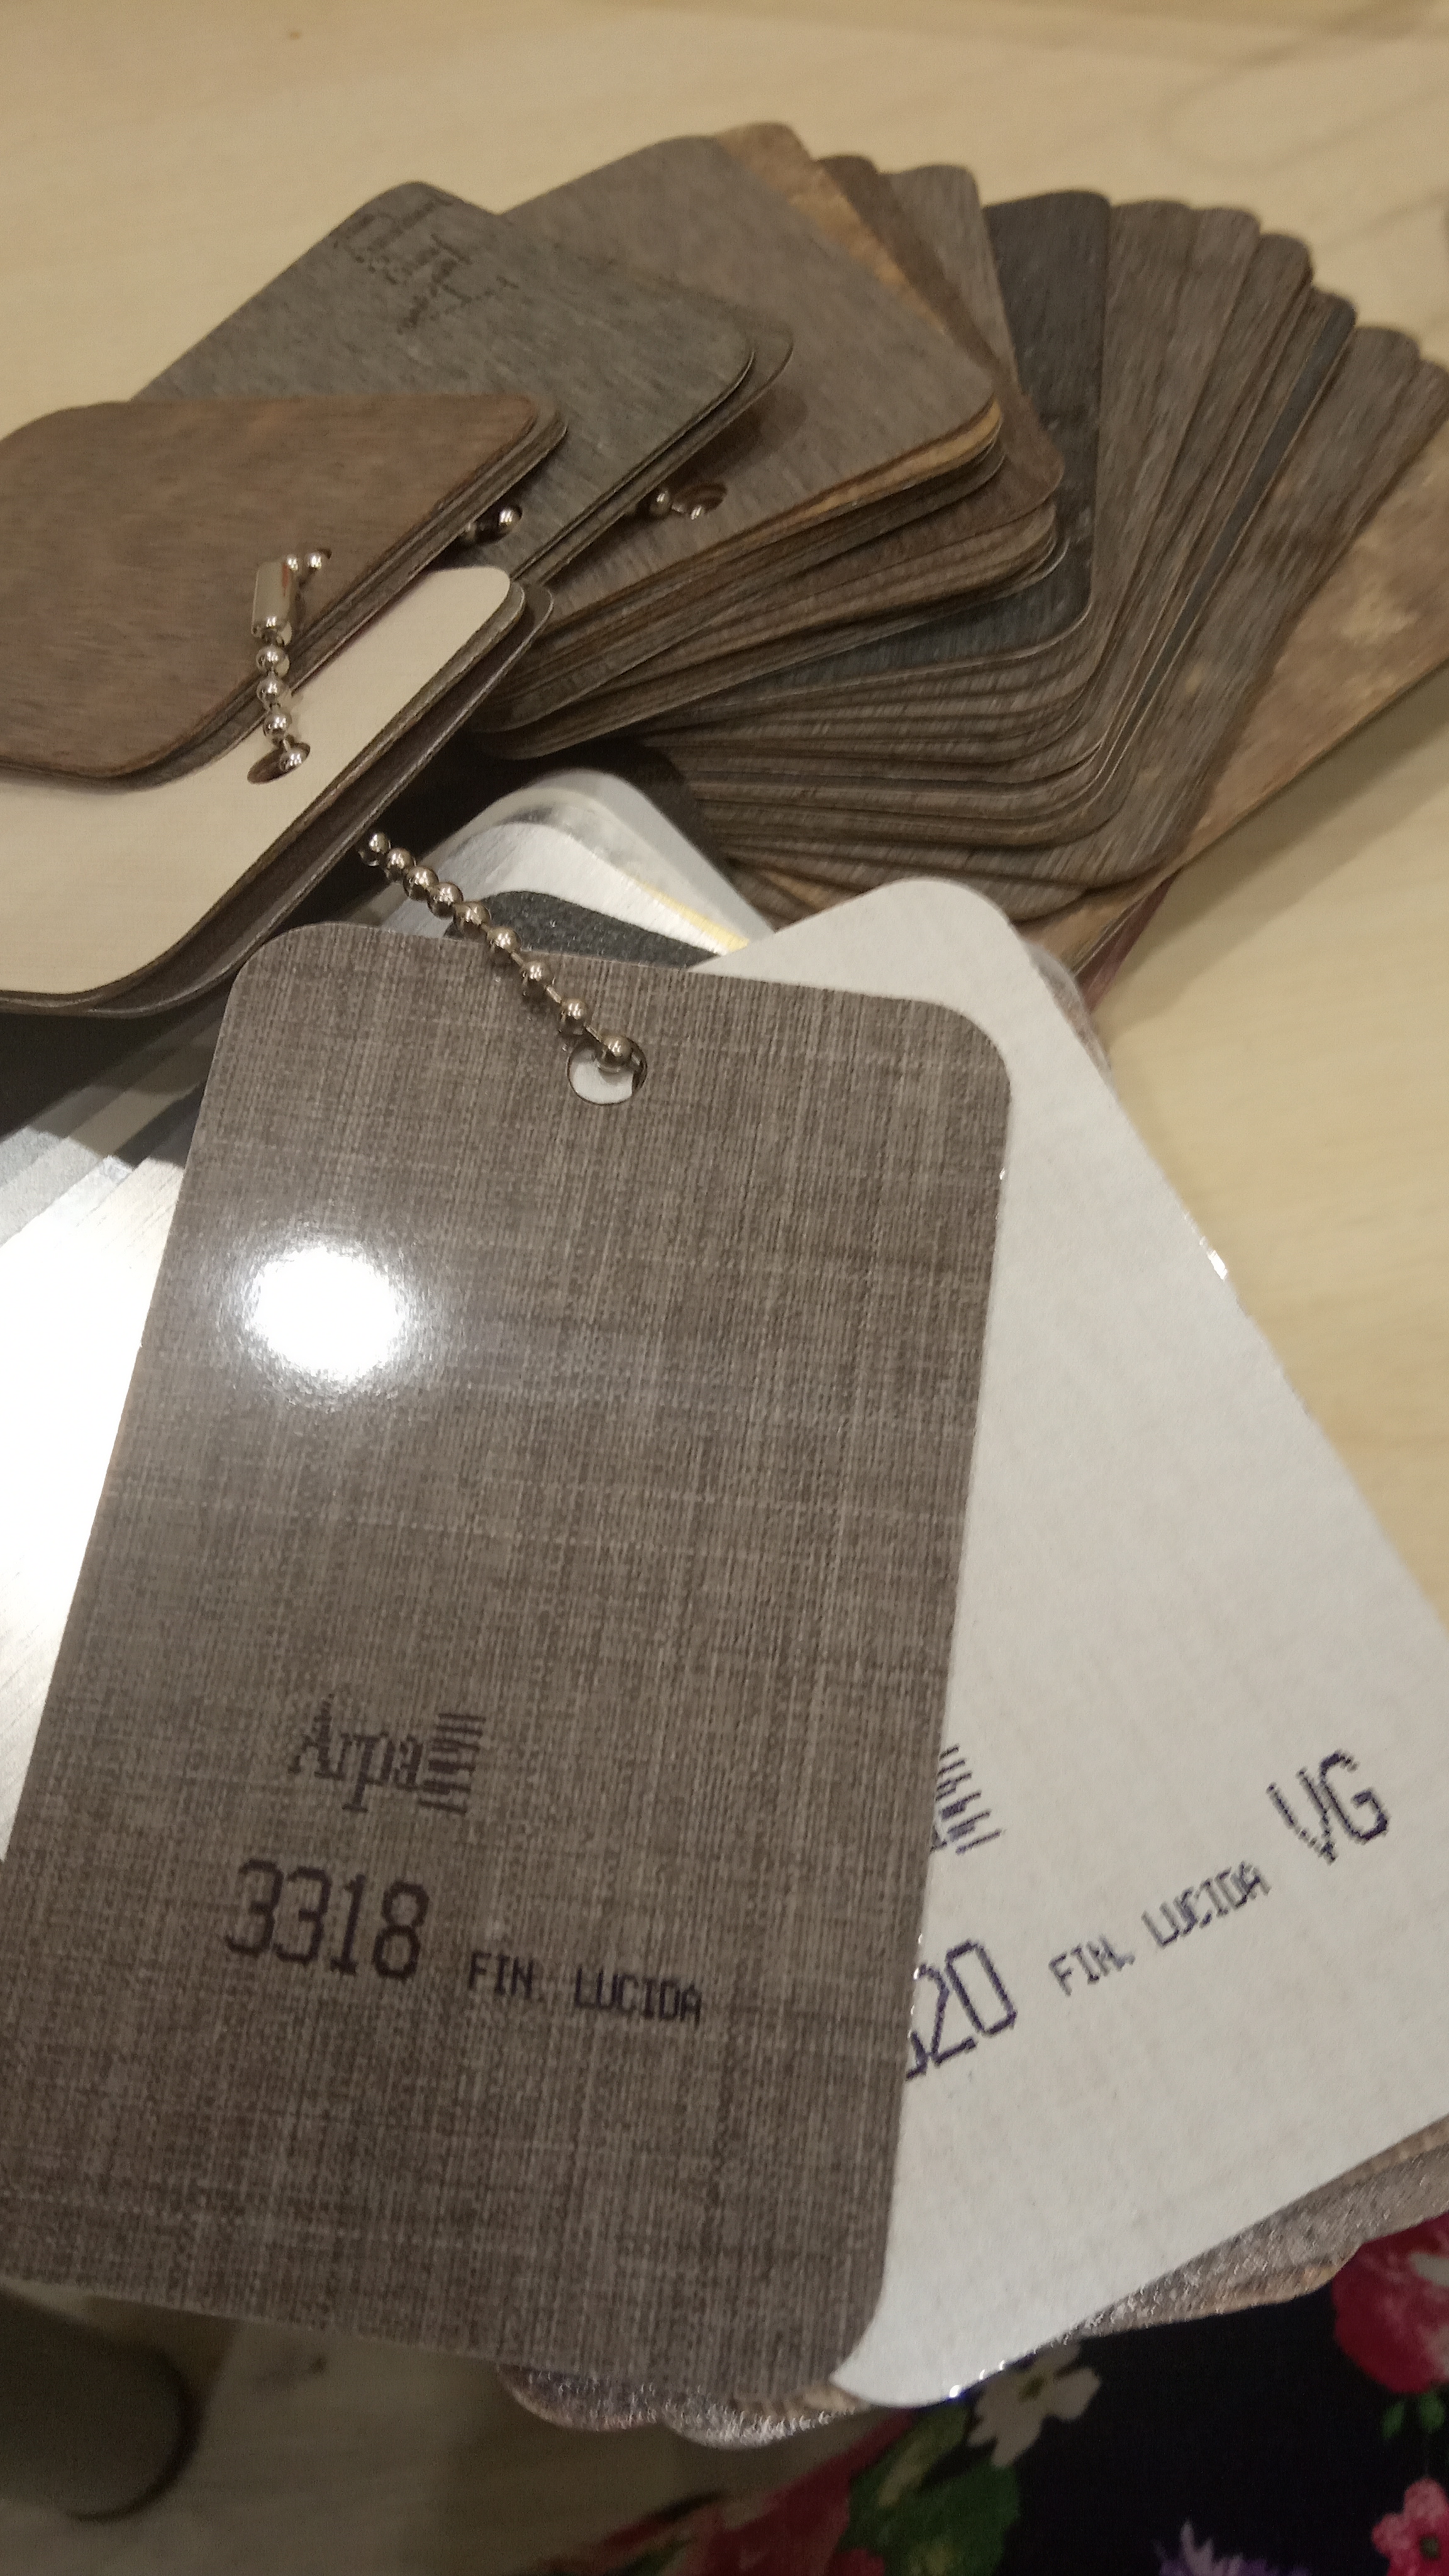 Arpa
3318 FIN. LUCIDA
20 FIN. LUCIDA VG